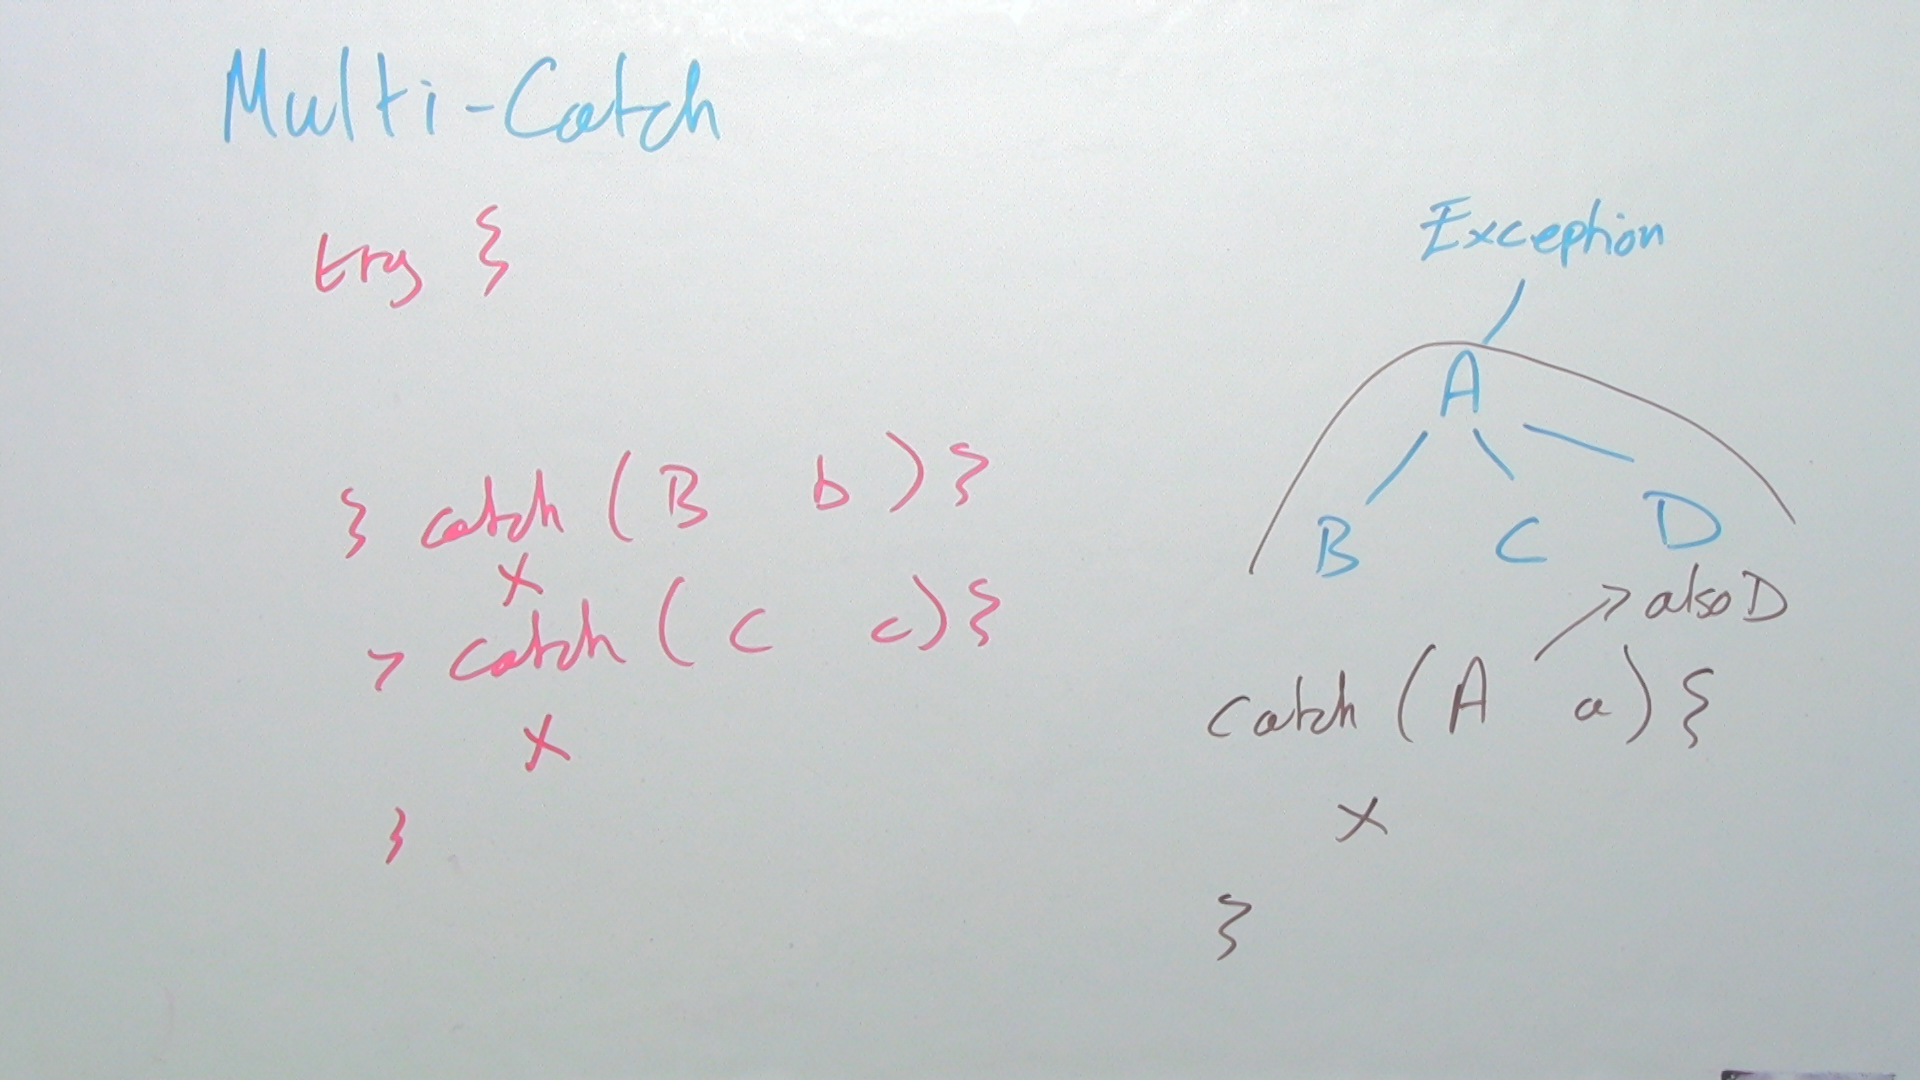 Multi-Catch
try {
} catch (B b) {
x
} catch (C c) {
x
}
Exception
A
B C D
also D
catch (A a) {
x
}